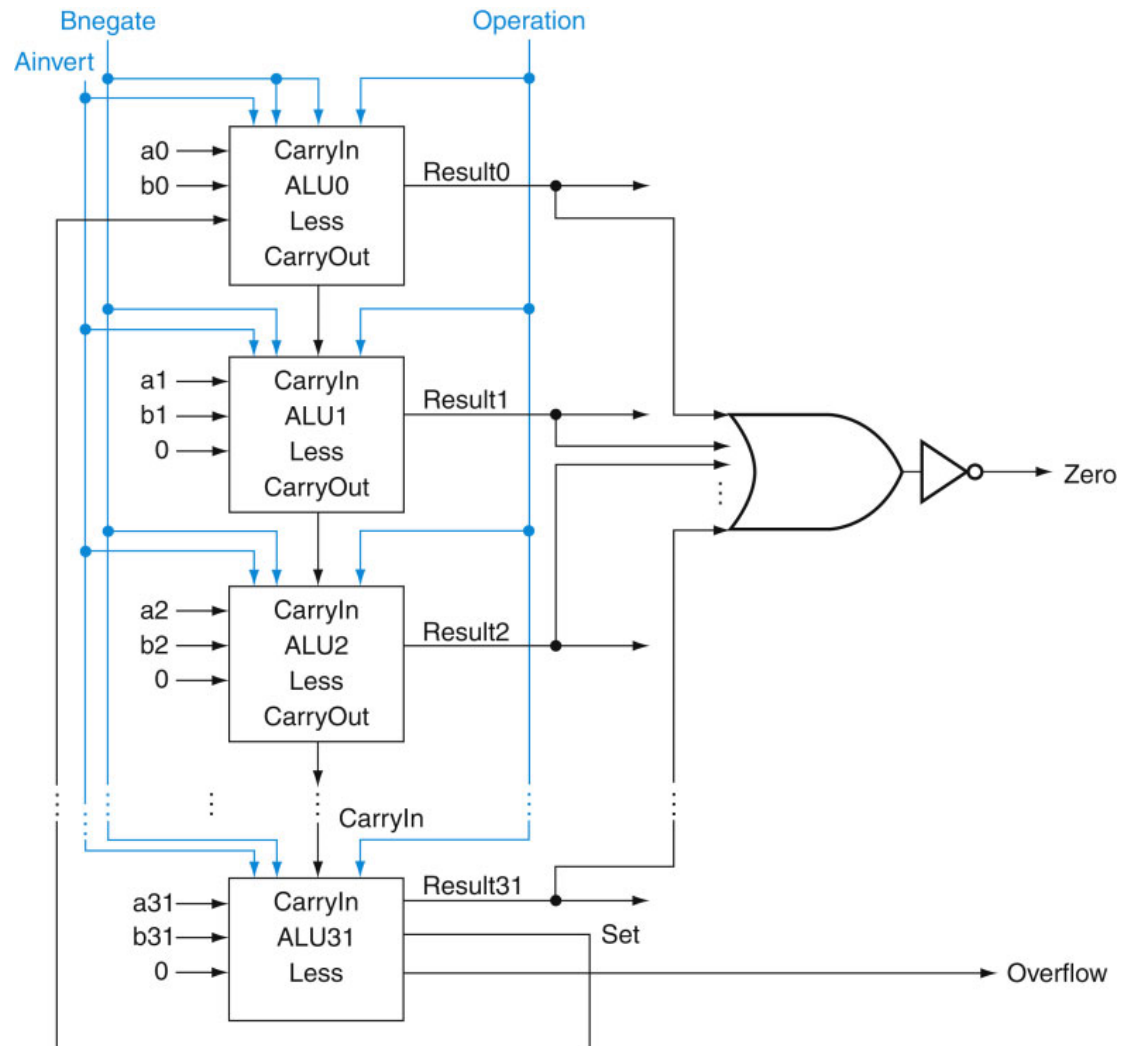 Bnegate
Operation
Ainvert
a0
CarryIn
b0
ALU0
Result0
Less
CarryOut
a1
CarryIn
b1
ALU1
Result1
0
Less
CarryOut
Zero
a2
CarryIn
b2
ALU2
Result2
0
Less
CarryOut
CarryIn
a31
CarryIn
Result31
b31
ALU31
Set
0
Less
Overflow